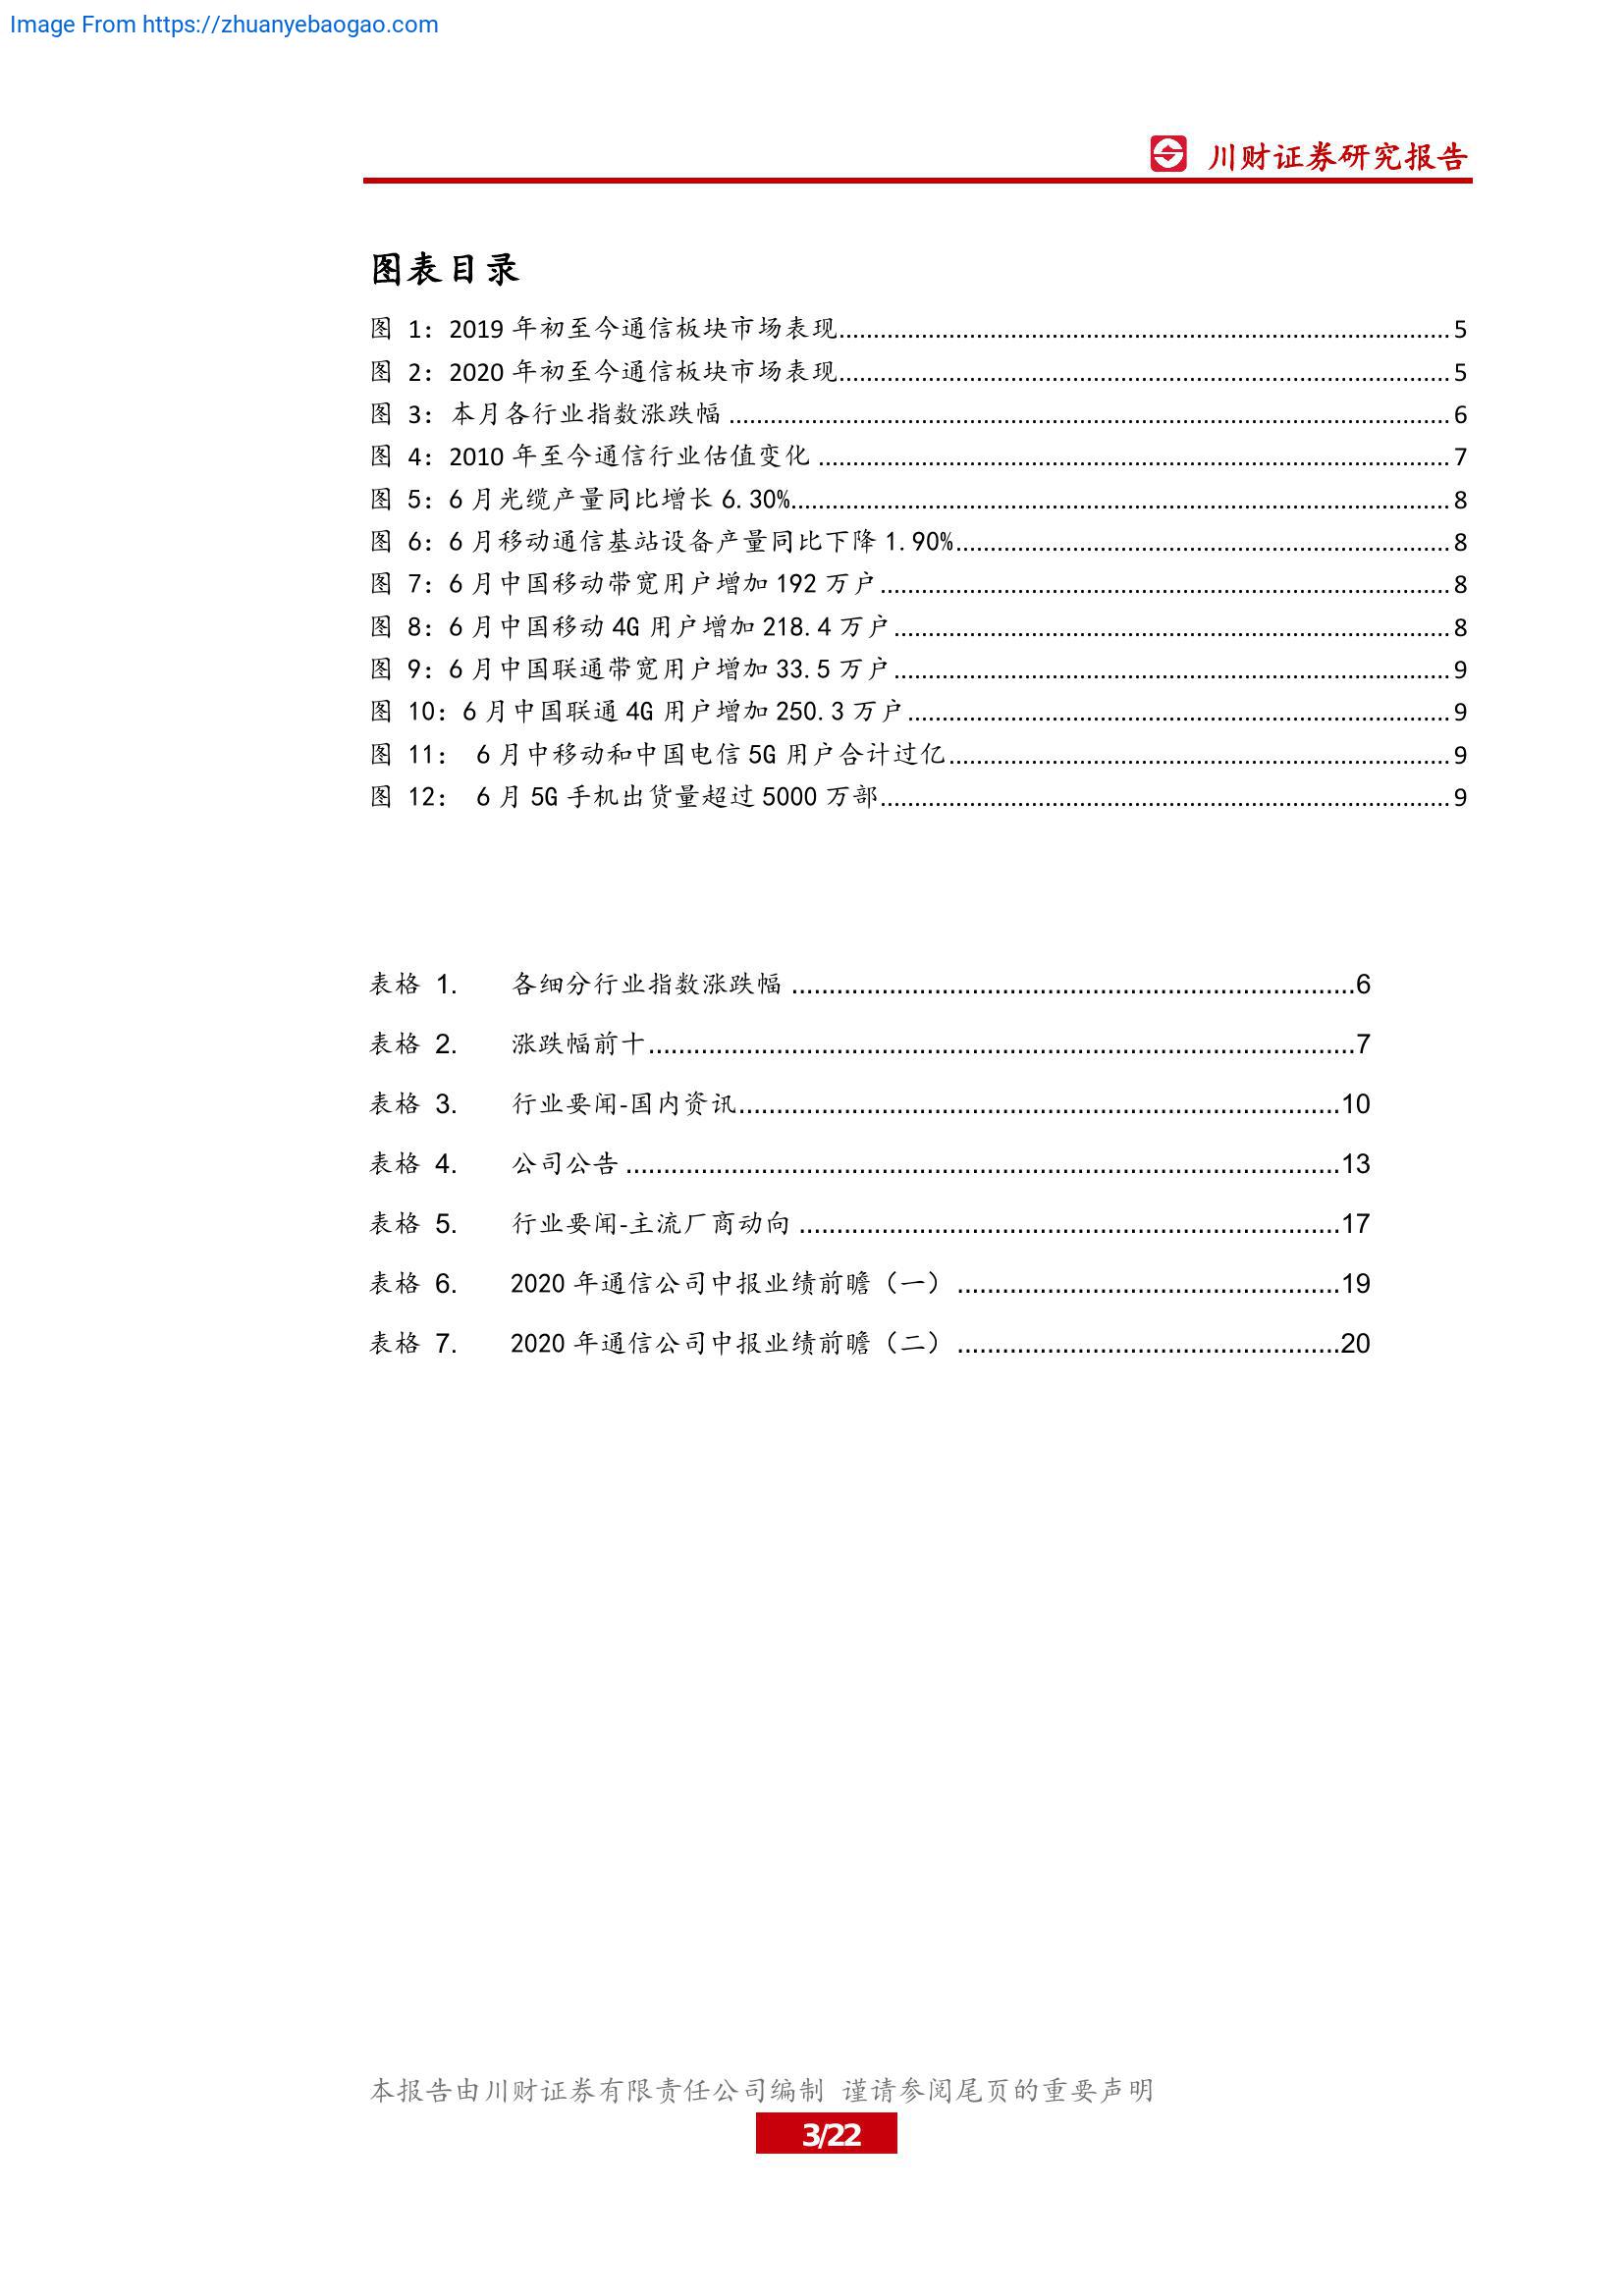 Image From https://zhuanyebaogao.com
川财证券研究报告
图表目录
图 1：2019 年初至今通信板块市场表现 5
图 2：2020 年初至今通信板块市场表现 5
图 3：本月各行业指数涨跌幅 6
图 4：2010 年至今通信行业估值变化 7
图 5：6 月光缆产量同比增长 6.30% 8
图 6：6 月移动通信基站设备产量同比下降 1.90% 8
图 7：6 月中国移动带宽用户增加 192 万户 8
图 8：6 月中国移动 4G 用户增加 218.4 万户 8
图 9：6 月中国联通带宽用户增加 33.5 万户 9
图 10：6 月中国联通 4G 用户增加 250.3 万户 9
图 11： 6 月中移动和中国电信 5G 用户合计过亿 9
图 12： 6 月 5G 手机出货量超过 5000 万部 9
表格 1. 各细分行业指数涨跌幅 6
表格 2. 涨跌幅前十 7
表格 3. 行业要闻-国内资讯 10
表格 4. 公司公告 13
表格 5. 行业要闻-主流厂商动向 17
表格 6. 2020 年通信公司中报业绩前瞻（一） 19
表格 7. 2020 年通信公司中报业绩前瞻（二） 20
本报告由川财证券有限责任公司编制 谨请参阅尾页的重要声明
3/22